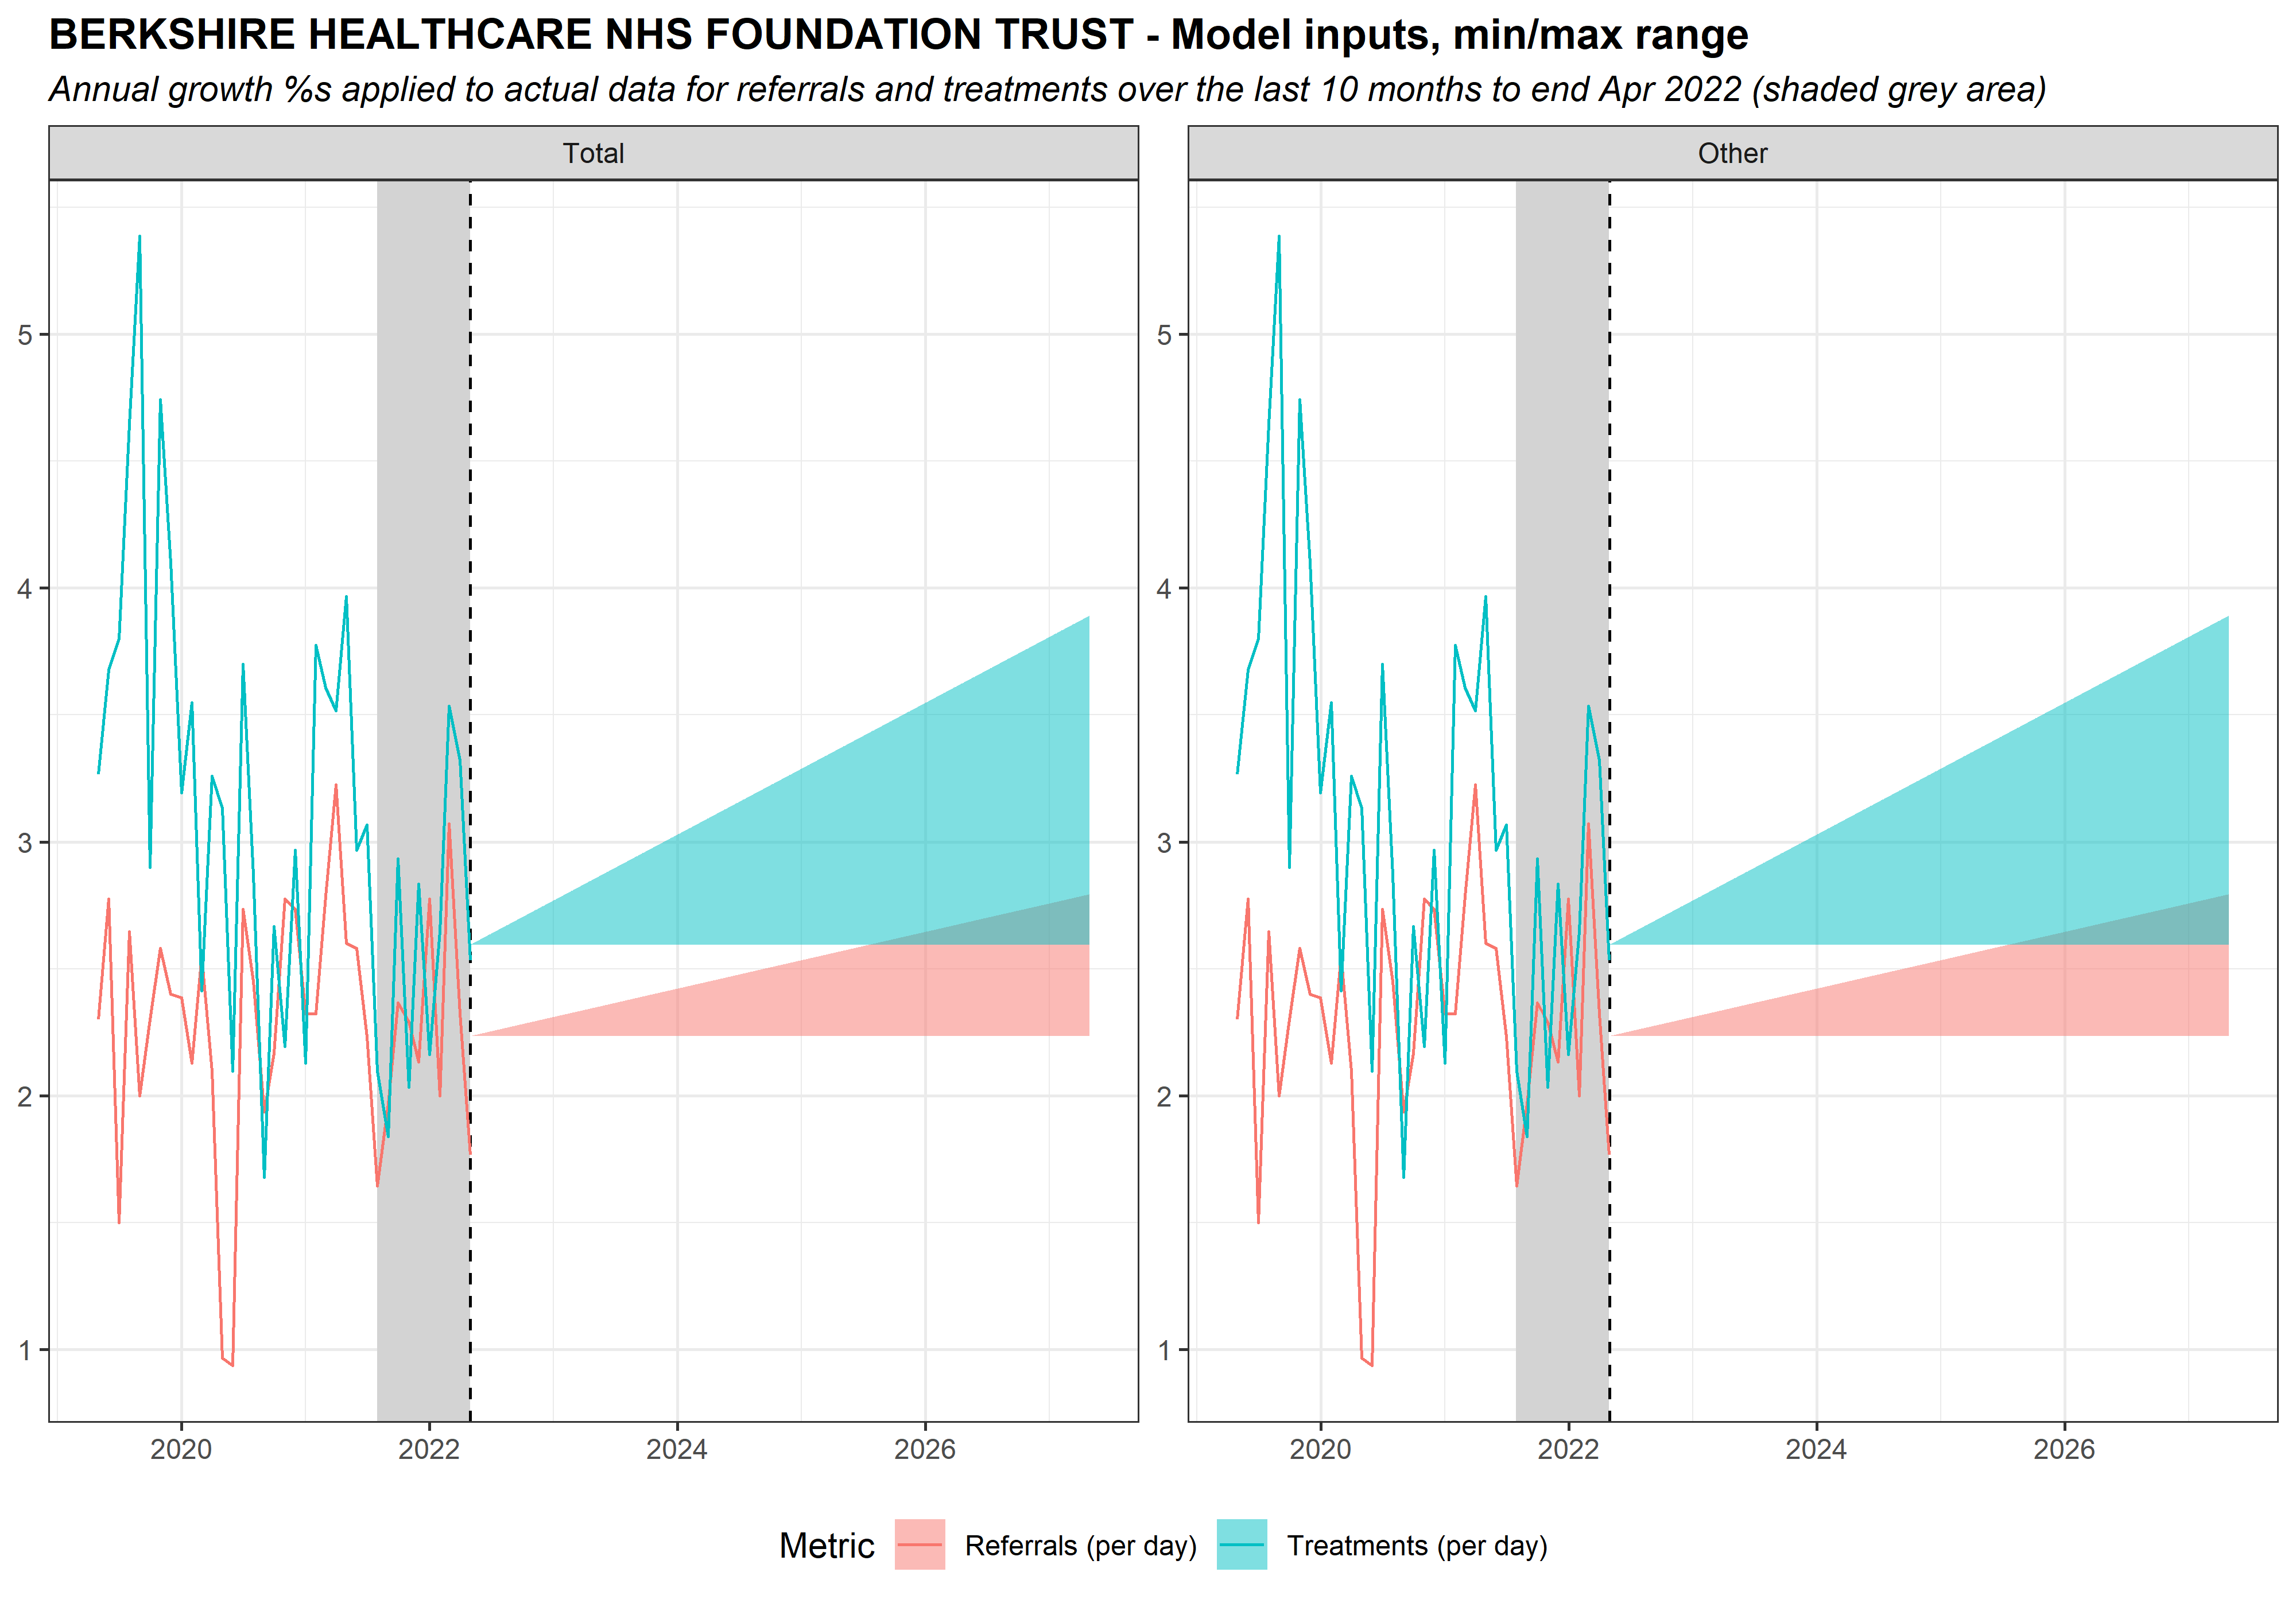 BERKSHIRE HEALTHCARE NHS FOUNDATION TRUST - Model inputs, min/max range
Annual growth %s applied to actual data for referrals and treatments over the last 10 months to end Apr 2022 (shaded grey area)
Total
Other
5
4
3
2
1
5
4
3
2
1
2020
2022
2024
2026
2020
2022
2024
2026
Metric
Referrals (per day)
Treatments (per day)